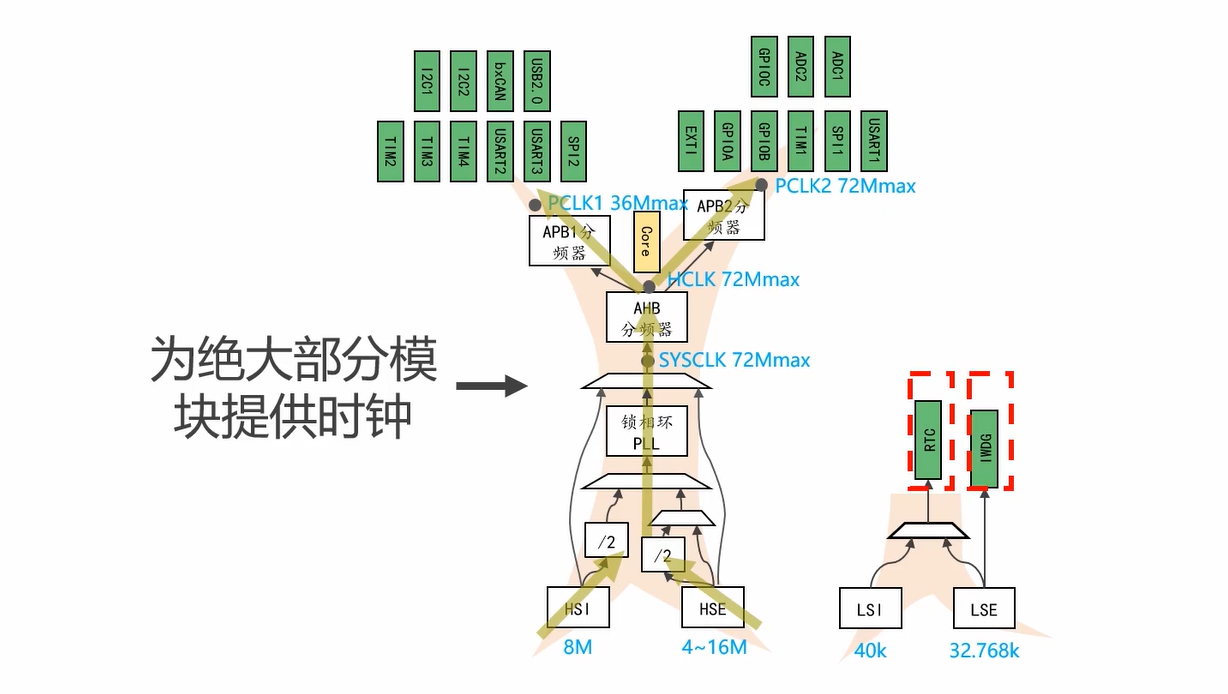 GPIOC
ADC2
ADC1
I2C1
I2C2
bxCAN
USB2.0
EXTI
GPIOA
GPIOB
TIM1
SPI1
USART1
TIM2
TIM3
TIM4
USART2
USART3
SPI2
PCLK2 72Mmax
PCLK1 36Mmax
APB2分
频器
APB1分
频器
Core
HCLK 72Mmax
AHB
分频器
为绝大部分模
块提供时钟
SYSCLK 72Mmax
锁相环
PLL
RTC
IWDG
/2
/2
HSI
HSE
LSI
LSE
8M
4~16M
40k
32.768k